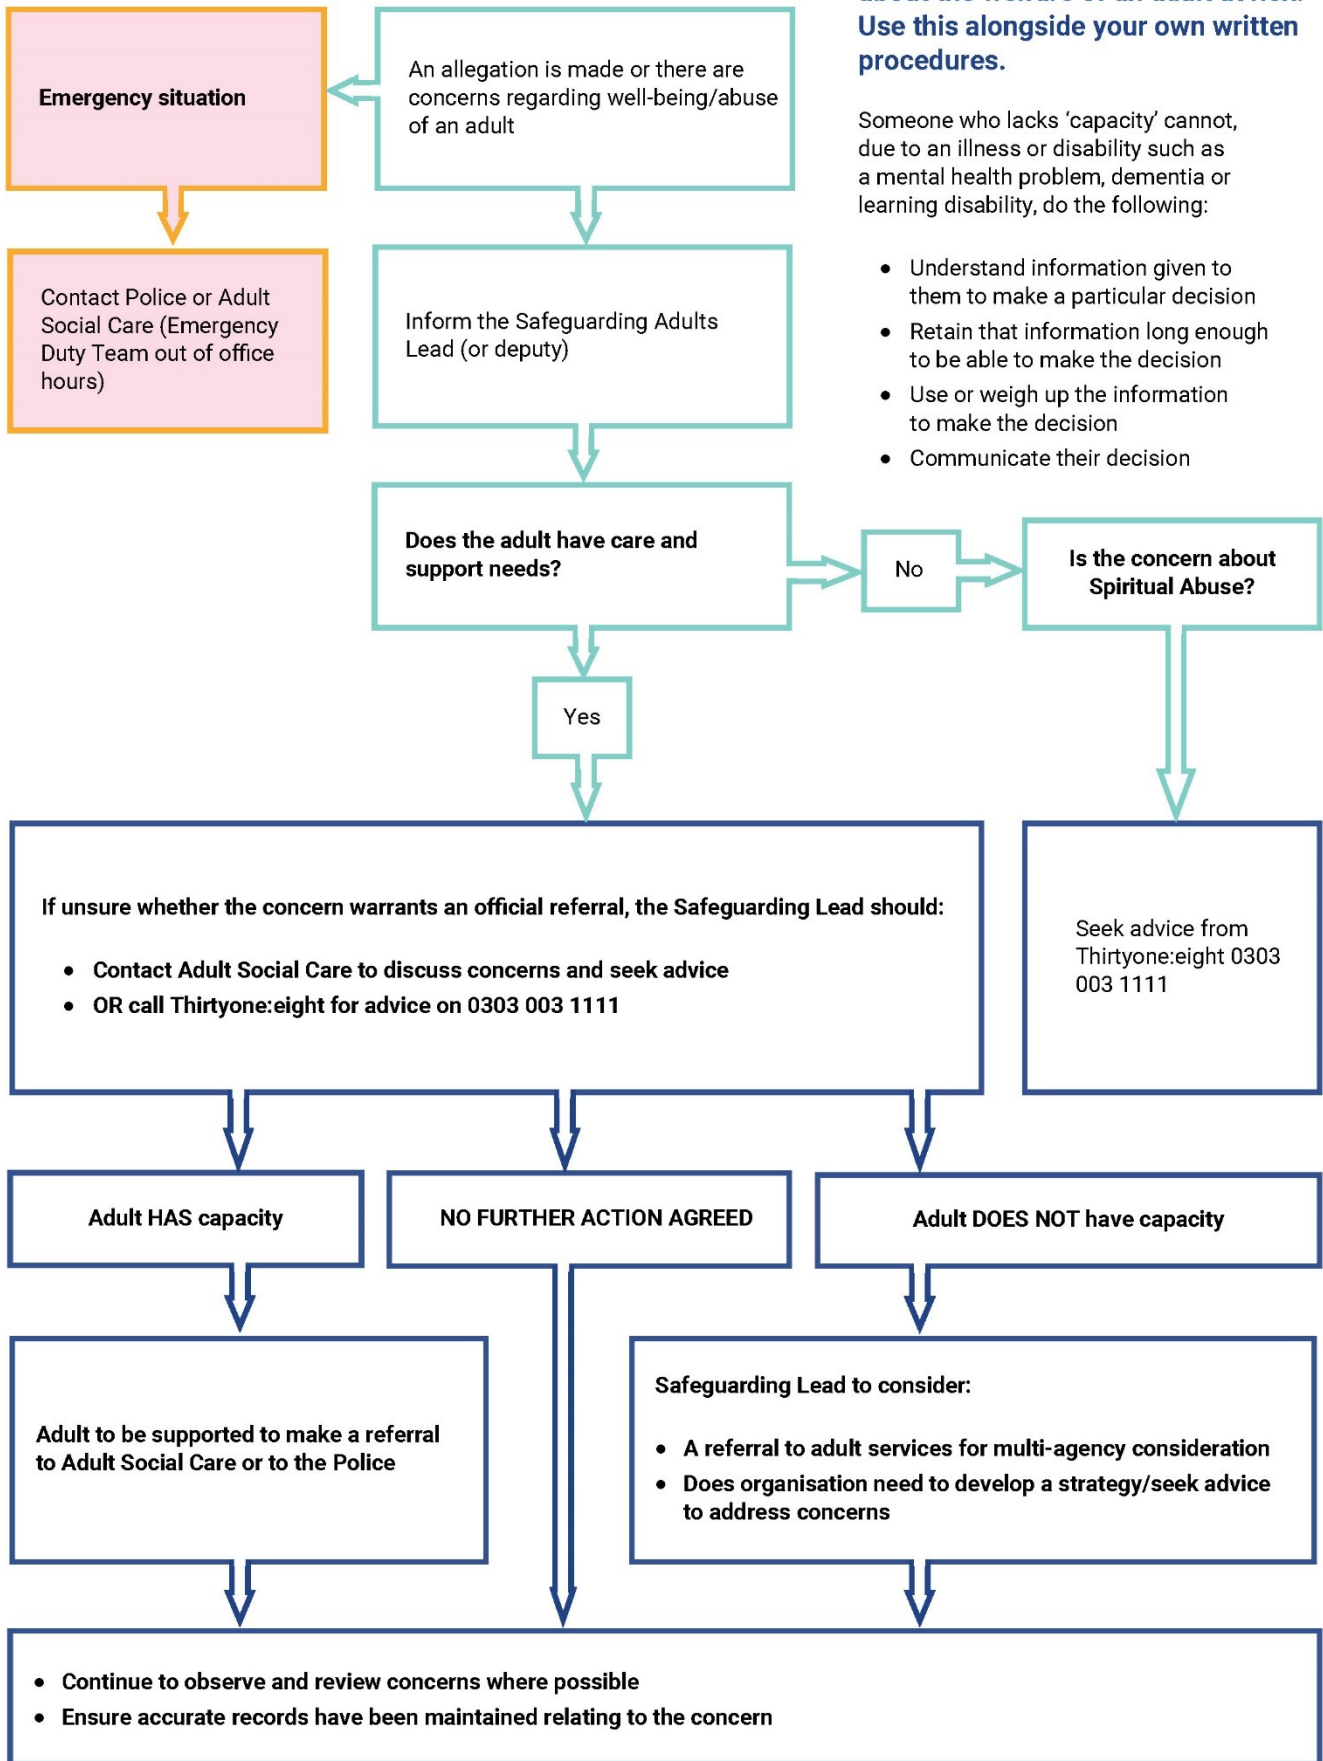 Use this alongside your own written
procedures.
Someone who lacks ‘capacity’ cannot,
due to an illness or disability such as
a mental health problem, dementia or
learning disability, do the following:
• Understand information given to
them to make a particular decision
• Retain that information long enough
to be able to make the decision
• Use or weigh up the information
to make the decision
• Communicate their decision
Emergency situation
An allegation is made or there are
concerns regarding well-being/abuse
of an adult
Contact Police or Adult
Social Care (Emergency
Duty Team out of office
hours)
Inform the Safeguarding Adults
Lead (or deputy)
Does the adult have care and
support needs?
No
Is the concern about
Spiritual Abuse?
Yes
If unsure whether the concern warrants an official referral, the Safeguarding Lead should:
• Contact Adult Social Care to discuss concerns and seek advice
• OR call Thirtyone:eight for advice on 0303 003 1111
Seek advice from
Thirtyone:eight 0303
003 1111
Adult HAS capacity
NO FURTHER ACTION AGREED
Adult DOES NOT have capacity
Adult to be supported to make a referral
to Adult Social Care or to the Police
Safeguarding Lead to consider:
• A referral to adult services for multi-agency consideration
• Does organisation need to develop a strategy/seek advice
to address concerns
• Continue to observe and review concerns where possible
• Ensure accurate records have been maintained relating to the concern